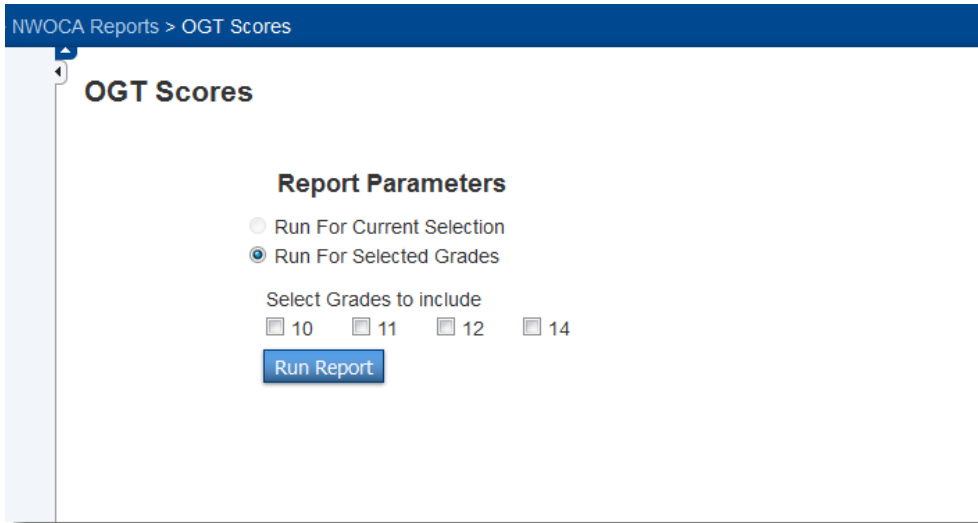 NWOCA Reports > OGT Scores
OGT Scores
Report Parameters
Run For Current Selection
Run For Selected Grades
Select Grades to include
10 11 12 14
Run Report